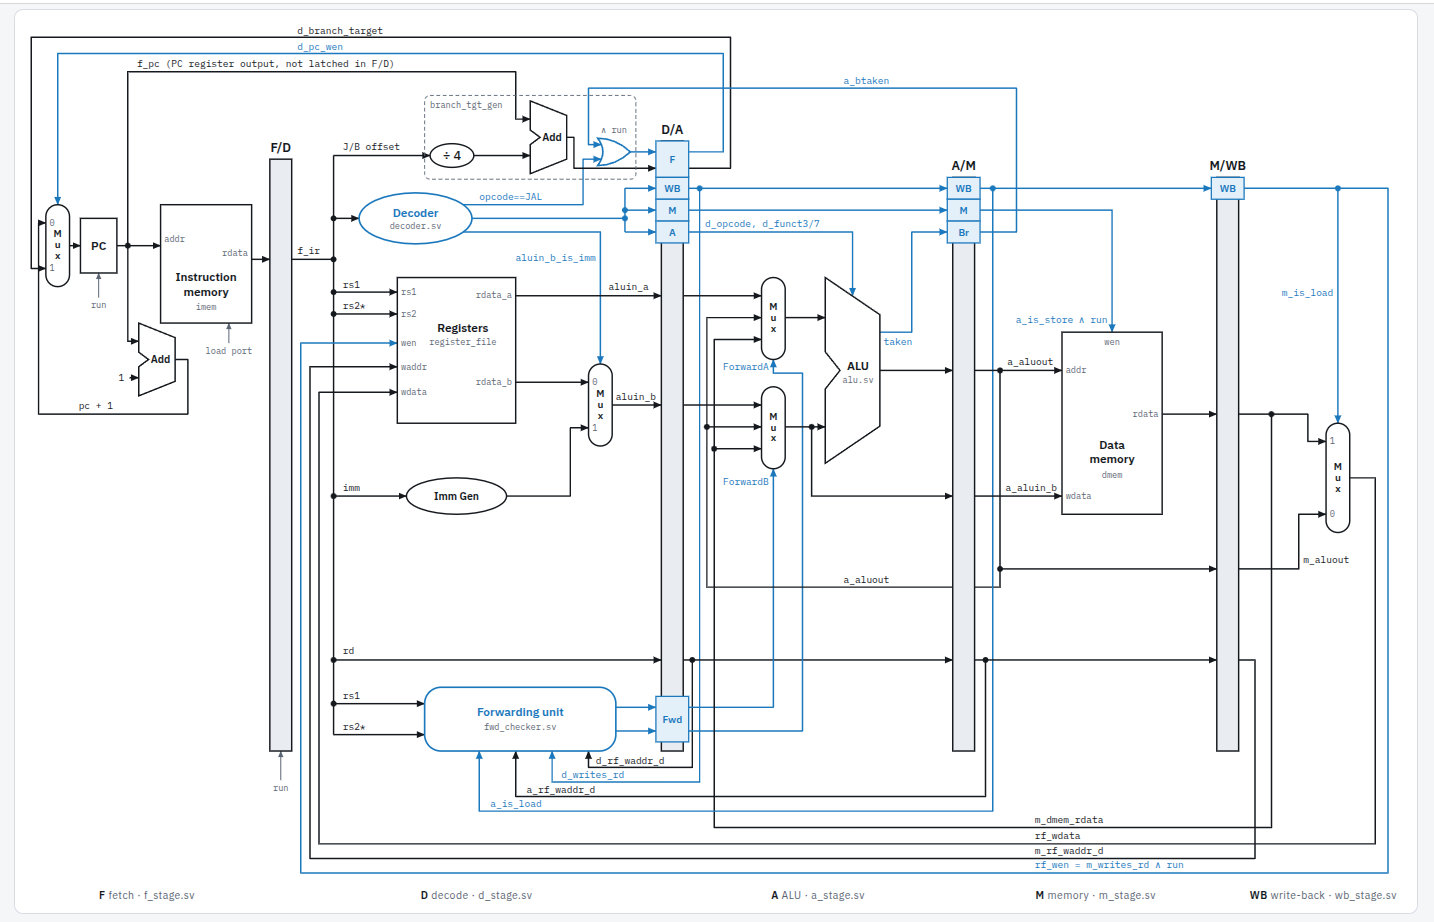 d_branch_target
d_pc_wen
f_pc (PC register output, not latched in F/D)
a_btaken
branch_tgt_gen
Add
∧ run
D/A
F/D
J/B offset
÷ 4
F
A/M
M/WB
opcode==JAL
WB
WB
WB
Decoder
decoder.sv
M
M
0
Mux
1
PC
addr
rdata
Instruction
memory
imem
f_ir
A
d_opcode, d_funct3/7
Br
aluin_b_is_imm
run
load port
rs1
rs2*
rs1
rs2
wen
waddr
wdata
rdata_a
rdata_b
Registers
register_file
aluin_a
Mux
ForwardA
taken
ALU
alu.sv
a_is_store ∧ run
wen
m_is_load
Add
1
pc + 1
0
Mux
1
aluin_b
Mux
ForwardB
a_aluout
addr
rdata
Data
memory
dmem
a_aluin_b
wdata
1
Mux
0
imm
Imm Gen
m_aluout
a_aluout
rd
rs1
rs2*
Forwarding unit
fwd_checker.sv
Fwd
d_rf_waddr_d
d_writes_rd
a_rf_waddr_d
a_is_load
run
m_dmem_rdata
rf_wdata
m_rf_waddr_d
rf_wen = m_writes_rd ∧ run
F fetch · f_stage.sv
D decode · d_stage.sv
A ALU · a_stage.sv
M memory · m_stage.sv
WB write-back · wb_stage.sv